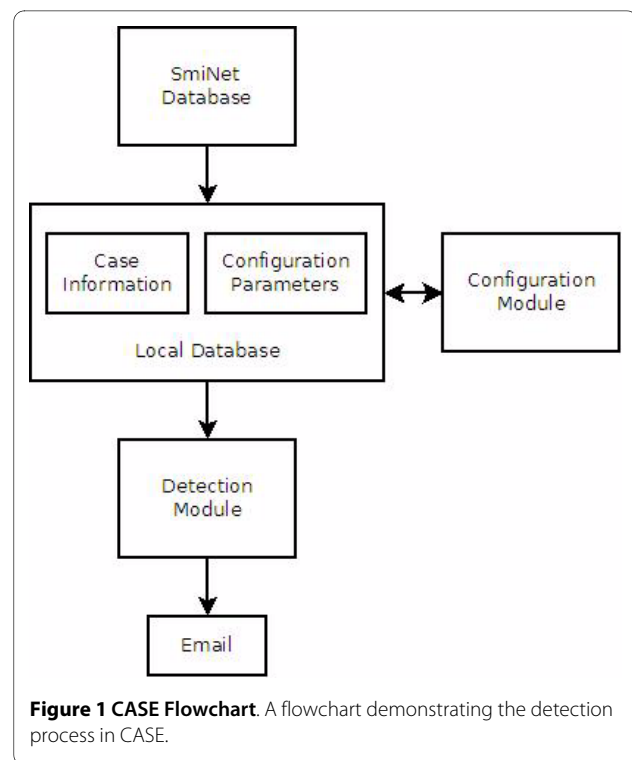 SmiNet
Database
Case
Information
Configuration
Parameters
Local Database
Configuration
Module
Detection
Module
Email
Figure 1 CASE Flowchart. A flowchart demonstrating the detection
process in CASE.